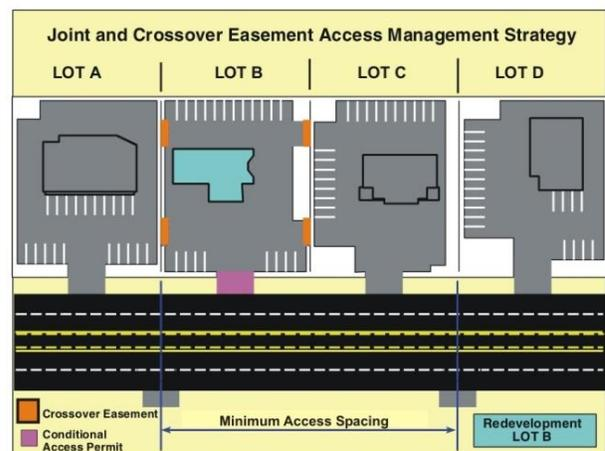 Joint and Crossover Easement Access Management Strategy
LOT A
LOT B
LOT C
LOT D
Crossover Easement
Conditional
Access Permit
Minimum Access Spacing
Redevelopment
LOT B